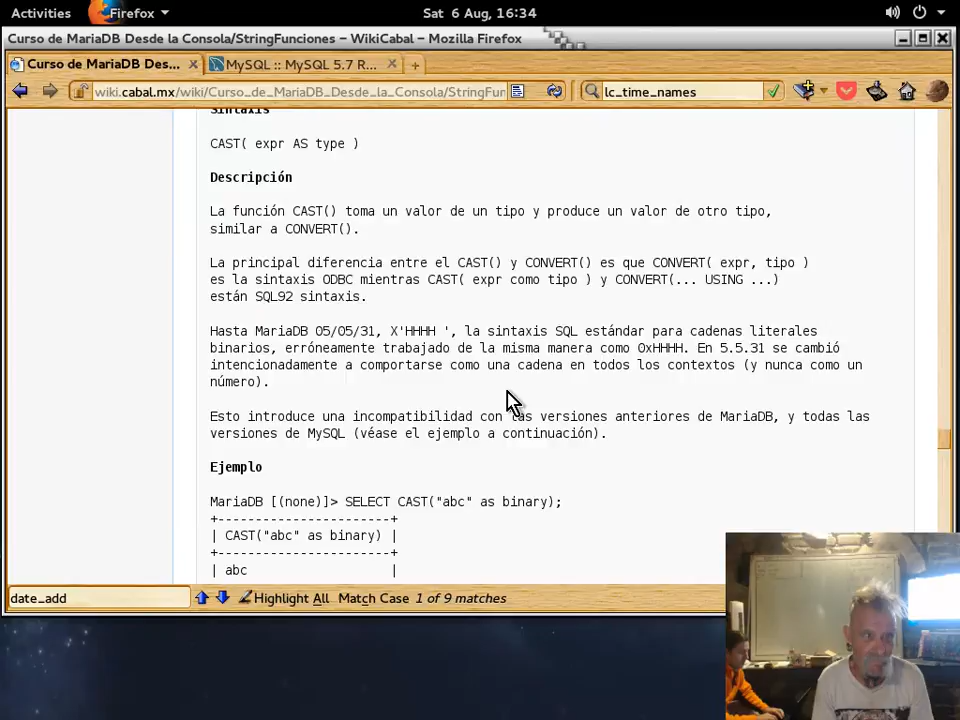 Activities
Firefox
Sat 6 Aug, 16:34
Curso de MariaDB Desde la Consola/StringFunciones – WikiCabal – Mozilla Firefox
Curso de MariaDB Des...
MySQL :: MySQL 5.7 R...
wiki.cabal.mx/wiki/Curso_de_MariaDB_Desde_la_Consola/StringFun
lc_time_names
Sintaxis
CAST( expr AS type )
Descripción
La función CAST() toma un valor de un tipo y produce un valor de otro tipo,
similar a CONVERT().
La principal diferencia entre el CAST() y CONVERT() es que CONVERT( expr, tipo )
es la sintaxis ODBC mientras CAST( expr como tipo ) y CONVERT(... USING ...)
están SQL92 sintaxis.
Hasta MariaDB 05/05/31, X'HHHH ', la sintaxis SQL estándar para cadenas literales
binarios, erróneamente trabajado de la misma manera como 0xHHHH. En 5.5.31 se cambió
intencionadamente a comportarse como una cadena en todos los contextos (y nunca como un
número).
Esto introduce una incompatibilidad con las versiones anteriores de MariaDB, y todas las
versiones de MySQL (véase el ejemplo a continuación).
Ejemplo
MariaDB [(none)]> SELECT CAST("abc" as binary);
+-----------------------+
| CAST("abc" as binary) |
+-----------------------+
| abc                   |
date_add
Highlight All
Match Case
1 of 9 matches